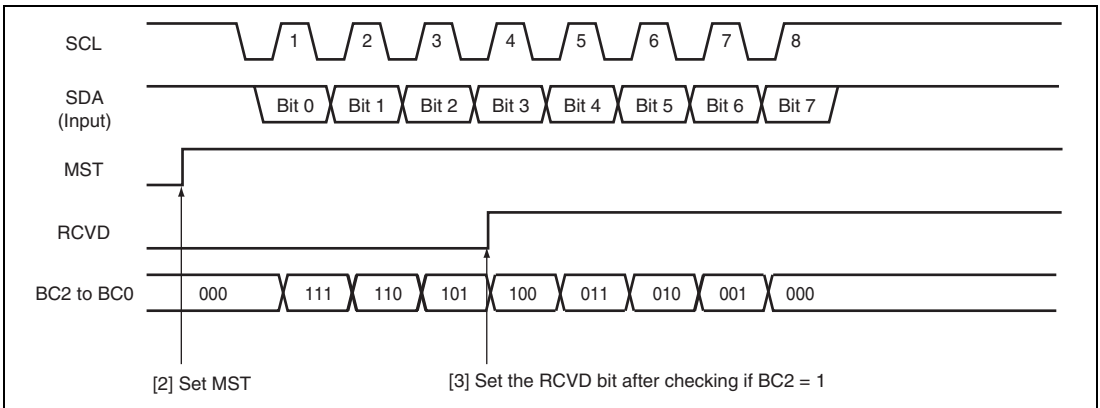 SCL 1 2 3 4 5 6 7 8
SDA
(Input) Bit 0 Bit 1 Bit 2 Bit 3 Bit 4 Bit 5 Bit 6 Bit 7
MST
RCVD
BC2 to BC0 000 111 110 101 100 011 010 001 000
[2] Set MST [3] Set the RCVD bit after checking if BC2 = 1